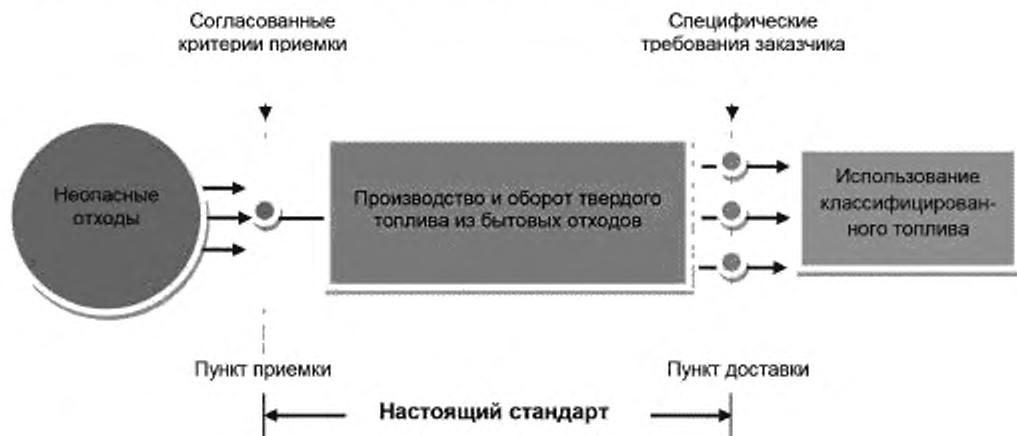 Согласованные
критерии приемки
Специфические
требования заказчика
Неопасные
отходы
Производство и оборот твердого
топлива из бытовых отходов
Использование
классифицирован-
ного топлива
Пункт приемки
Пункт доставки
Настоящий стандарт